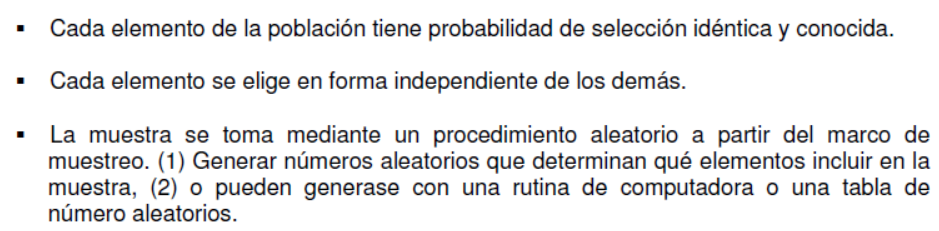 ▪ Cada elemento de la población tiene probabilidad de selección idéntica y conocida.
▪ Cada elemento se elige en forma independiente de los demás.
▪ La muestra se toma mediante un procedimiento aleatorio a partir del marco de
muestreo. (1) Generar números aleatorios que determinan qué elementos incluir en la
muestra, (2) o pueden generase con una rutina de computadora o una tabla de
número aleatorios.